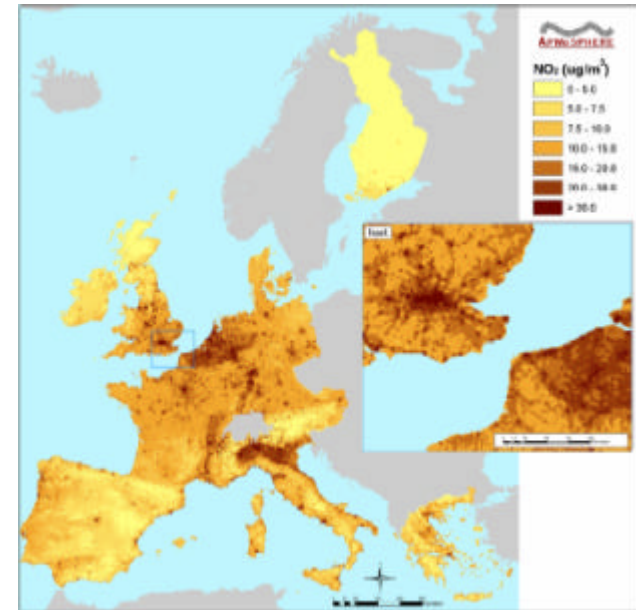 APMoSPHERE
NO₂ (ug/m³)
0 - 5.0
5.0 - 7.5
7.5 - 10.0
10.0 - 15.0
15.0 - 20.0
20.0 - 30.0
> 30.0
Inset